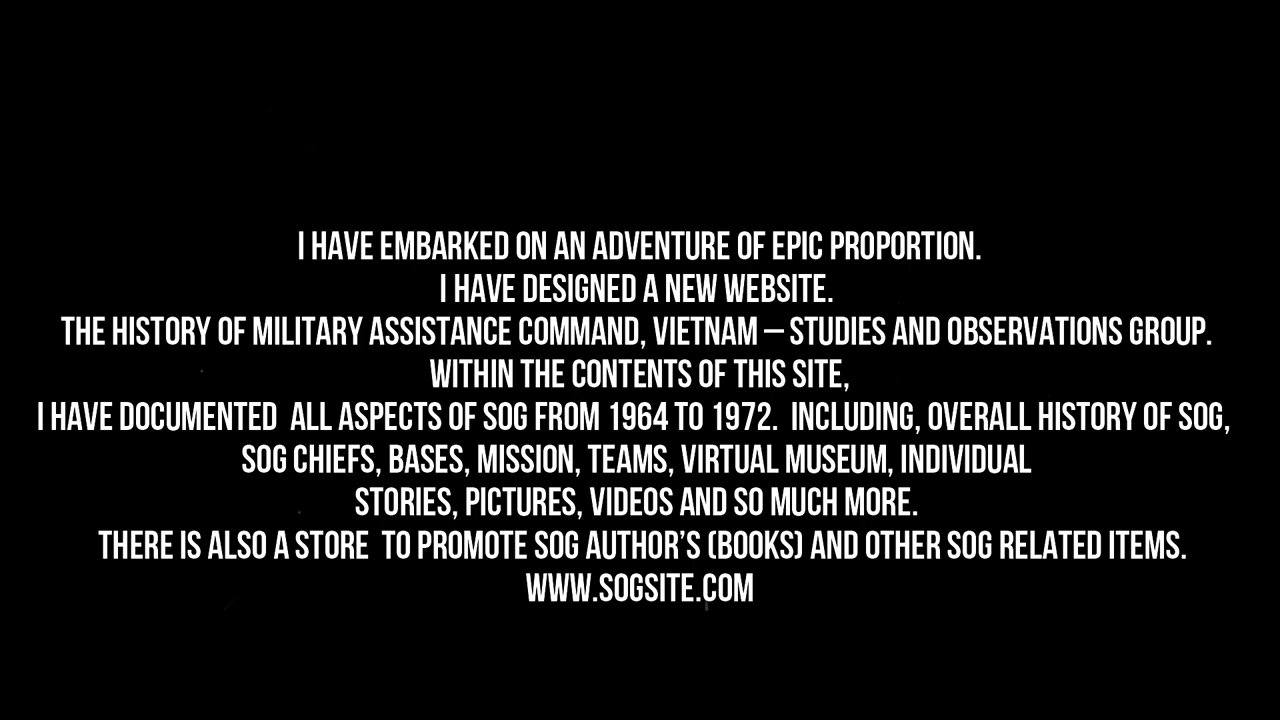 I HAVE EMBARKED ON AN ADVENTURE OF EPIC PROPORTION.
I HAVE DESIGNED A NEW WEBSITE.
THE HISTORY OF MILITARY ASSISTANCE COMMAND, VIETNAM – STUDIES AND OBSERVATIONS GROUP.
WITHIN THE CONTENTS OF THIS SITE,
I HAVE DOCUMENTED  ALL ASPECTS OF SOG FROM 1964 TO 1972.  INCLUDING, OVERALL HISTORY OF SOG,
SOG CHIEFS, BASES, MISSION, TEAMS, VIRTUAL MUSEUM, INDIVIDUAL
STORIES, PICTURES, VIDEOS AND SO MUCH MORE.
THERE IS ALSO A STORE  TO PROMOTE SOG AUTHOR’S (BOOKS) AND OTHER SOG RELATED ITEMS.
WWW.SOGSITE.COM